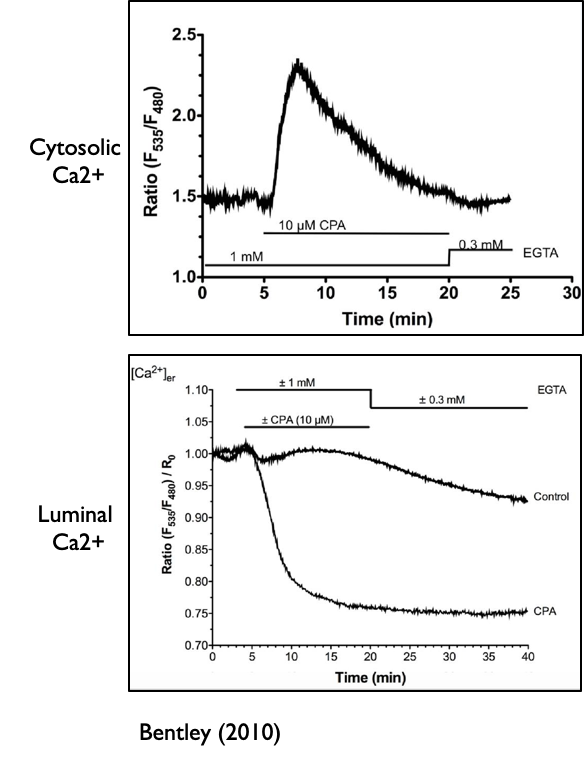 Cytosolic
Ca2+
Ratio (F535/F480)
2.5
2.0
1.5
1.0
10 µM CPA
1 mM
0.3 mM
EGTA
0
5
10
15
20
25
30
Time (min)
Luminal
Ca2+
[Ca2+]er
Ratio (F535/F480) / R0
1.10
1.05
1.00
0.95
0.90
0.85
0.80
0.75
0.70
± 1 mM
± 0.3 mM
EGTA
± CPA (10 µM)
Control
CPA
0
5
10
15
20
25
30
35
40
Time (min)
Bentley (2010)